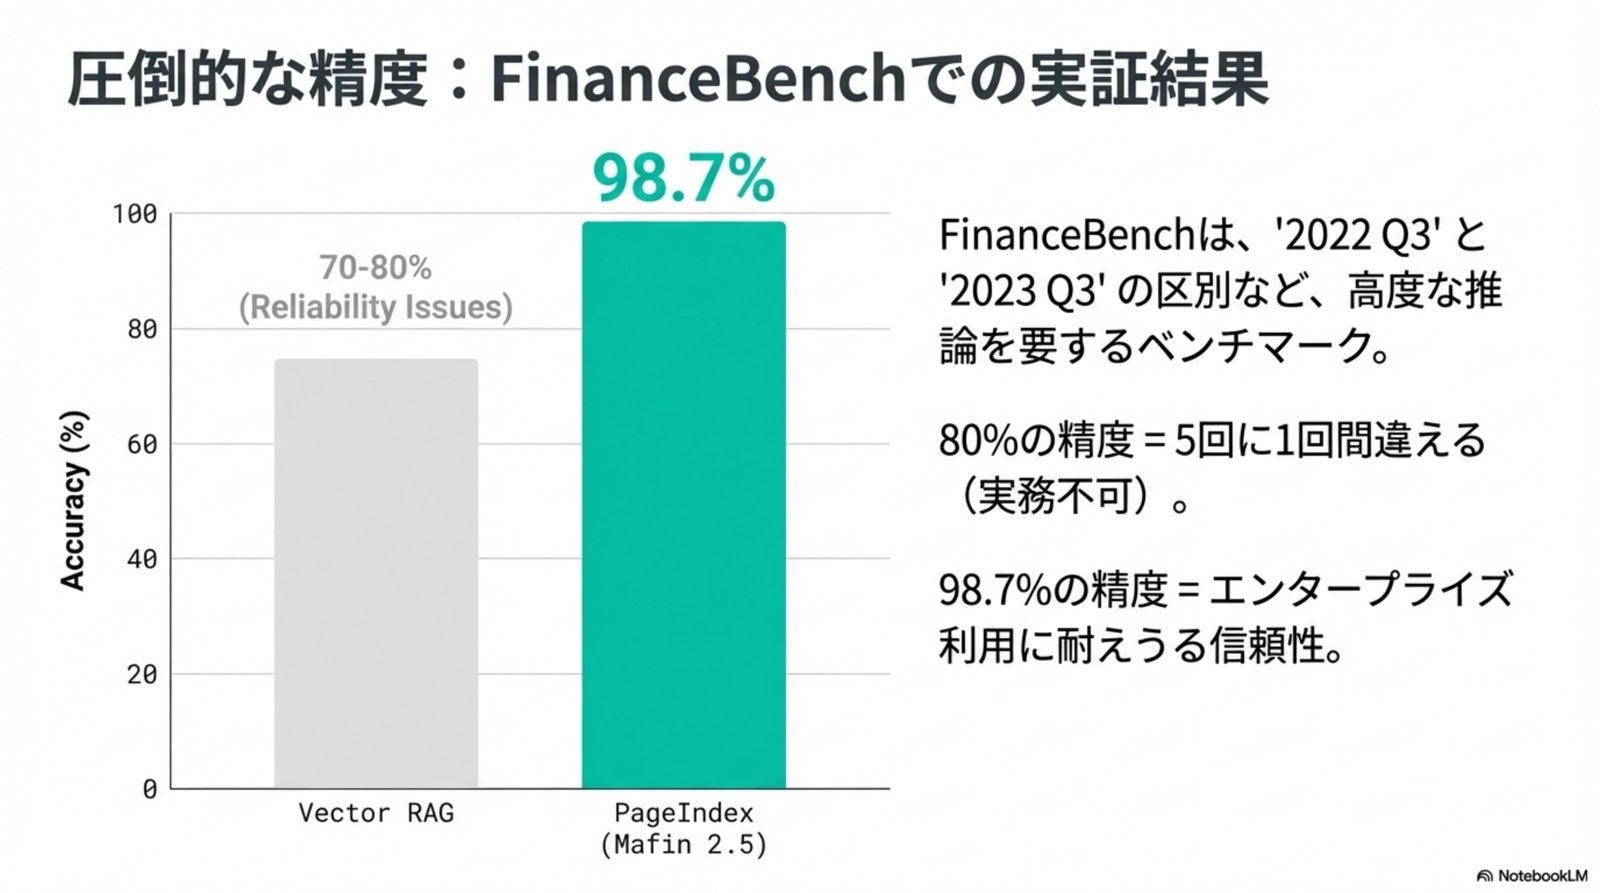 圧倒的な精度：FinanceBenchでの実証結果
98.7%
100
70-80%
(Reliability Issues)
80
60
40
20
0
Accuracy (%)
Vector RAG
PageIndex
(Mafin 2.5)
FinanceBenchは、'2022 Q3' と
'2023 Q3' の区別など、高度な推
論を要するベンチマーク。
80%の精度 = 5回に1回間違える
（実務不可）。
98.7%の精度 = エンタープライズ
利用に耐えうる信頼性。
NotebookLM